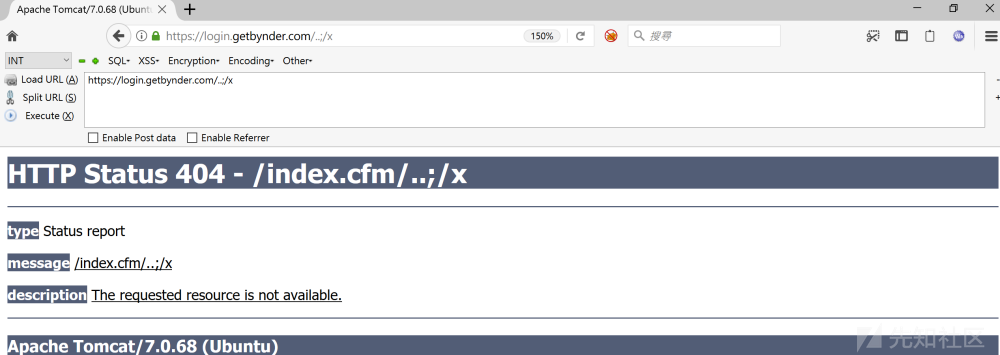 Apache Tomcat/7.0.68 (Ubuntu
https://login.getbynder.com/..;/x
150%
搜尋
INT
SQL
XSS
Encryption
Encoding
Other
Load URL (A)
https://login.getbynder.com/..;/x
Split URL (S)
Execute (X)
Enable Post data
Enable Referrer
HTTP Status 404 - /index.cfm/..;/x
type Status report
message /index.cfm/..;/x
description The requested resource is not available.
Apache Tomcat/7.0.68 (Ubuntu)
先知社区